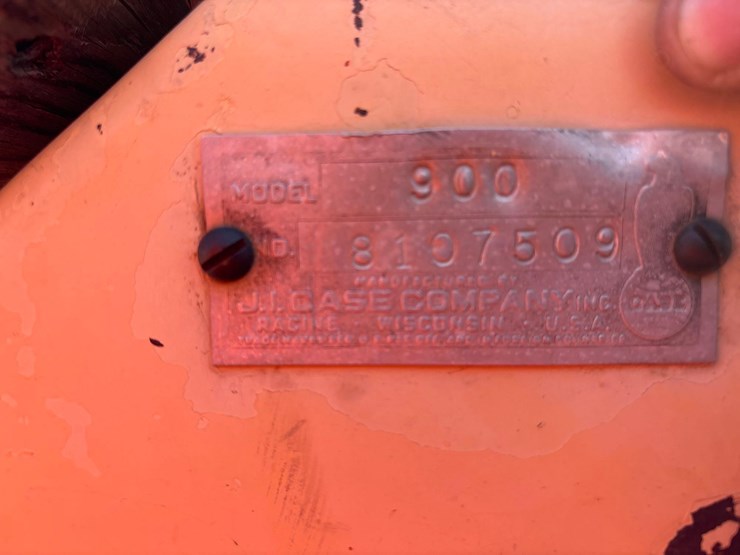 MODEL 900
NO. 8107509
MANUFACTURED BY
J.I. CASE COMPANY INC.
RACINE WISCONSIN U.S.A.
CASE